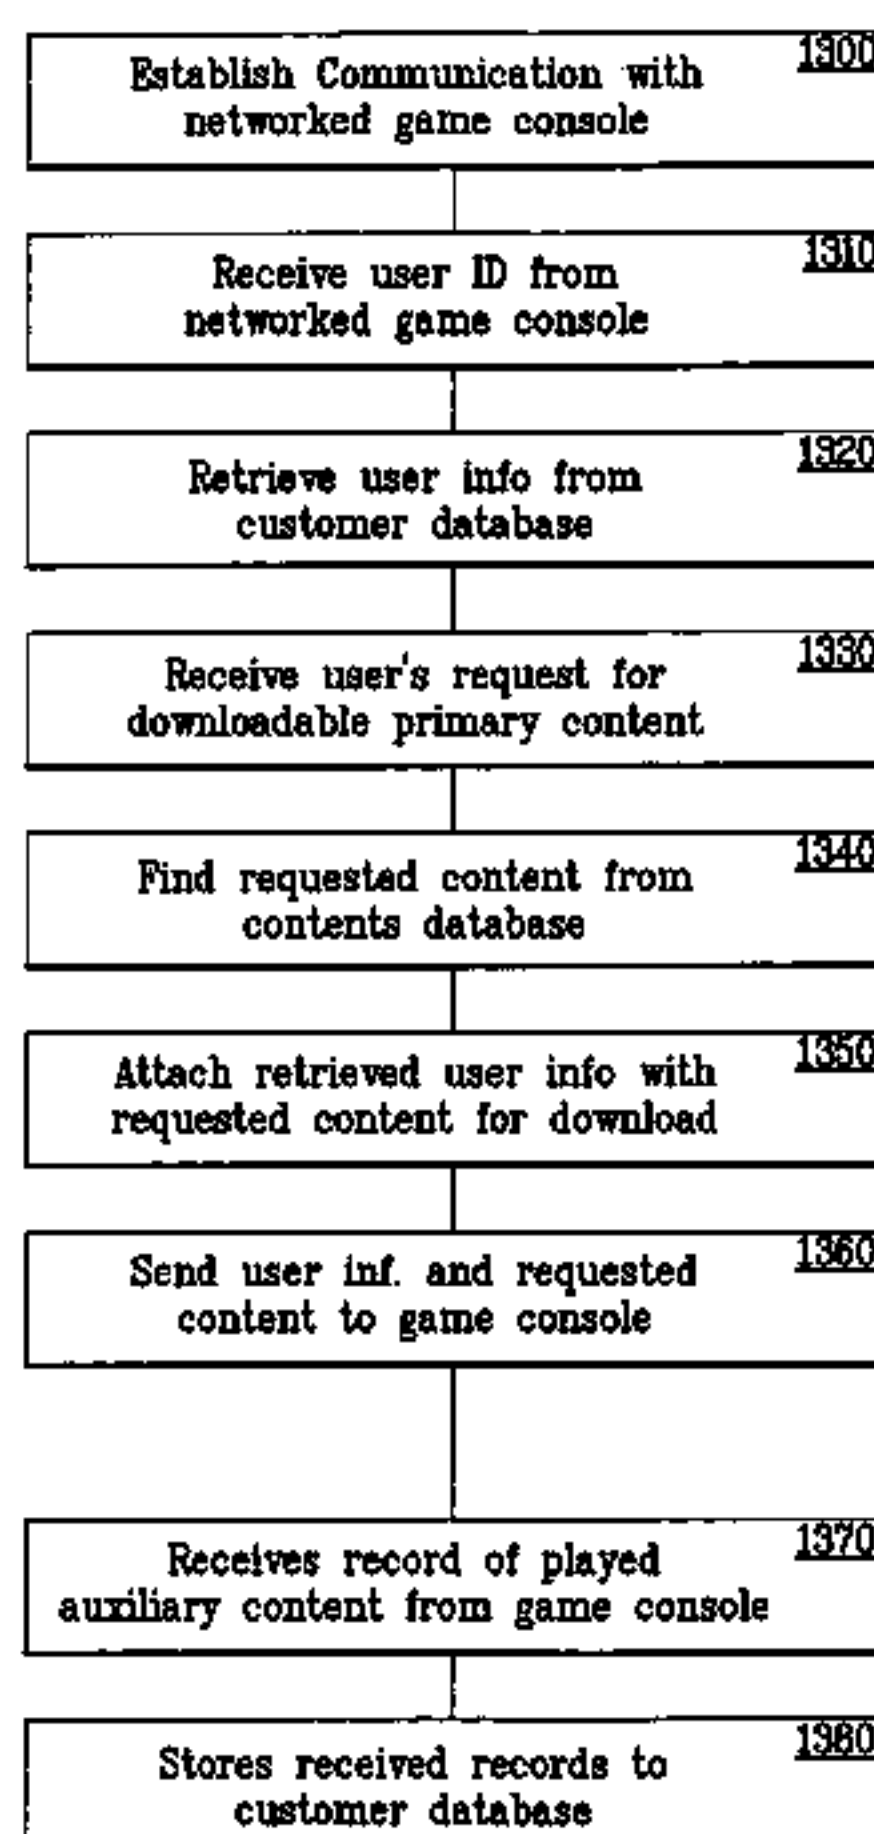 1300
Establish Communication with
networked game console
1310
Receive user ID from
networked game console
1320
Retrieve user info from
customer database
1330
Receive user's request for
downloadable primary content
1340
Find requested content from
contents database
1350
Attach retrieved user info with
requested content for download
1360
Send user inf. and requested
content to game console
1370
Receives record of played
auxiliary content from game console
1380
Stores received records to
customer database